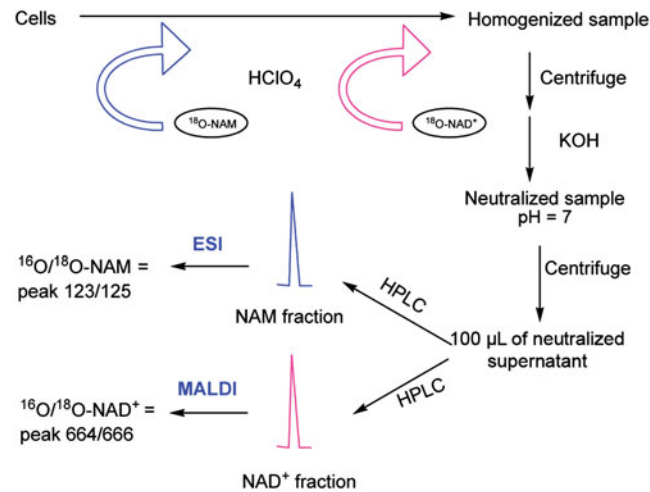 Cells
Homogenized sample
HClO₄
¹⁸O-NAM
¹⁸O-NAD⁺
Centrifuge
KOH
Neutralized sample
pH = 7
Centrifuge
100 µL of neutralized
supernatant
HPLC
HPLC
NAM fraction
ESI
¹⁶O/¹⁸O-NAM =
peak 123/125
NAD⁺ fraction
MALDI
¹⁶O/¹⁸O-NAD⁺ =
peak 664/666